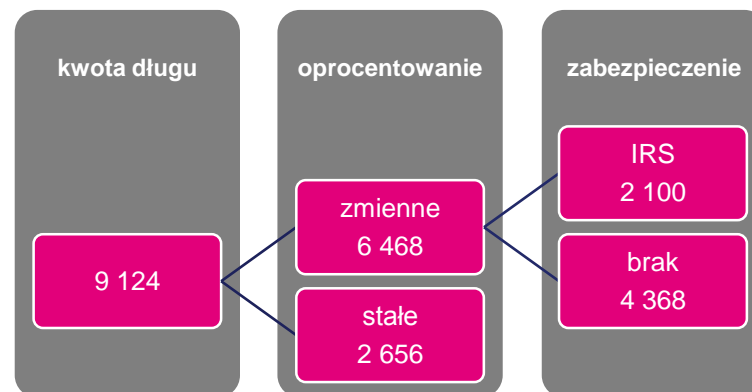 kwota długu
oprocentowanie
zabezpieczenie
9 124
zmienne
6 468
stałe
2 656
IRS
2 100
brak
4 368